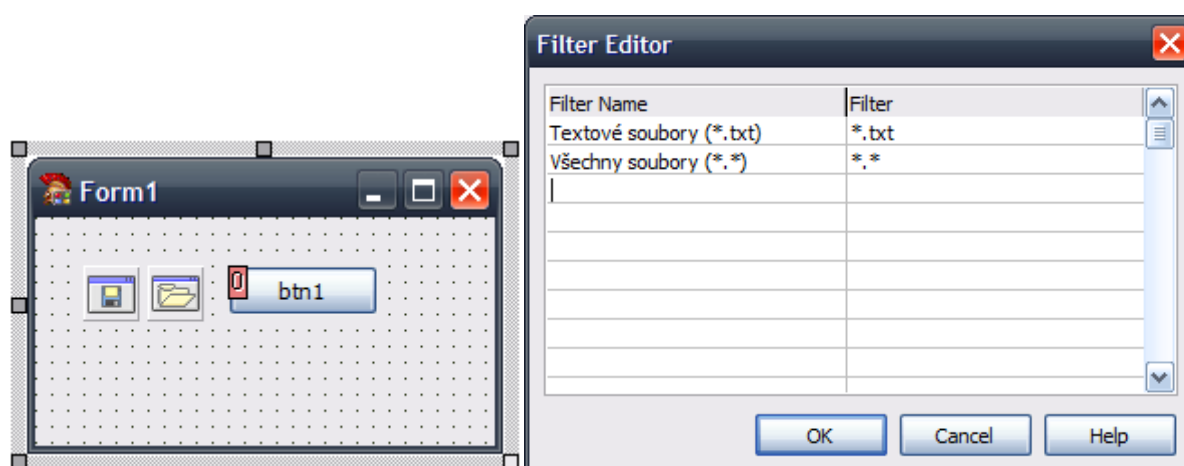 Form1
0
btn1
Filter Editor
Filter Name Filter
Textové soubory (*.txt) *.txt
Všechny soubory (*.*) *.*
OK Cancel Help